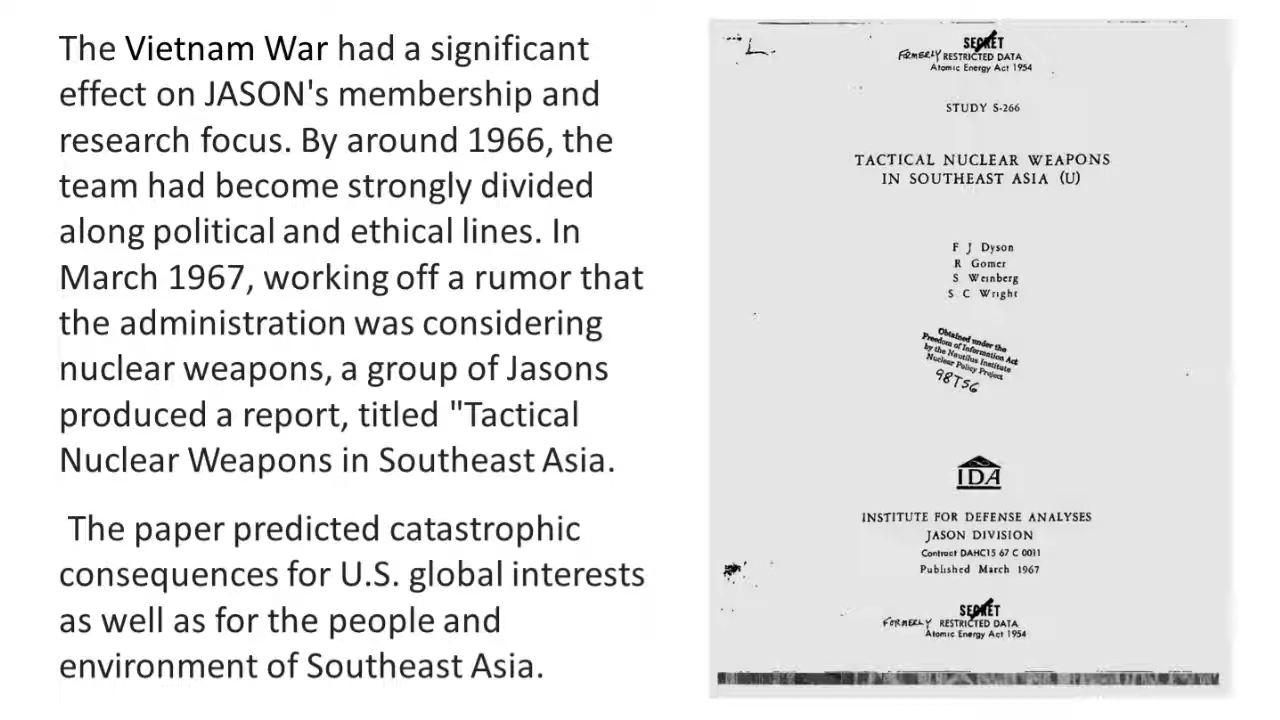 The Vietnam War had a significant
effect on JASON's membership and
research focus. By around 1966, the
team had become strongly divided
along political and ethical lines. In
March 1967, working off a rumor that
the administration was considering
nuclear weapons, a group of Jasons
produced a report, titled "Tactical
Nuclear Weapons in Southeast Asia.
The paper predicted catastrophic
consequences for U.S. global interests
as well as for the people and
environment of Southeast Asia.
SECRET
FORMERLY RESTRICTED DATA
Atomic Energy Act 1954
STUDY S-266
TACTICAL NUCLEAR WEAPONS
IN SOUTHEAST ASIA (U)
F J Dyson
R Gomer
S Weinberg
S C Wright
Obtained under the
Freedom of Information Act
by the Nautilus Institute
Nuclear Policy Project
98T56
IDA
INSTITUTE FOR DEFENSE ANALYSES
JASON DIVISION
Contract DAHC15 67 C 0011
Published March 1967
SECRET
FORMERLY RESTRICTED DATA
Atomic Energy Act 1954